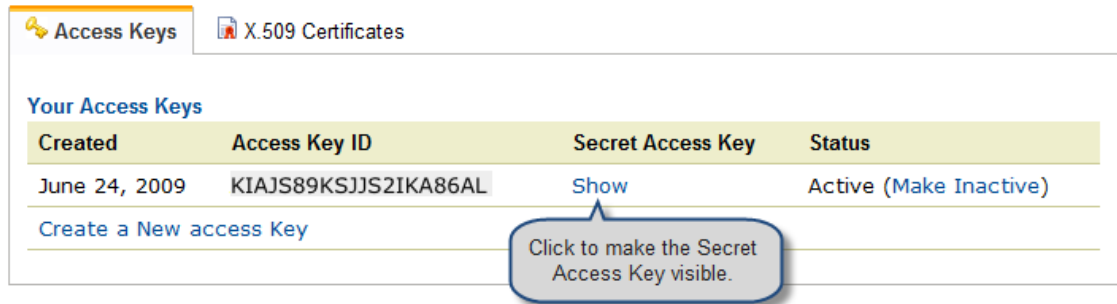 Access Keys X.509 Certificates
Your Access Keys
Created Access Key ID Secret Access Key Status
June 24, 2009 KIAJS89KSJJS2IKA86AL Show Active (Make Inactive)
Create a New access Key
Click to make the Secret
Access Key visible.